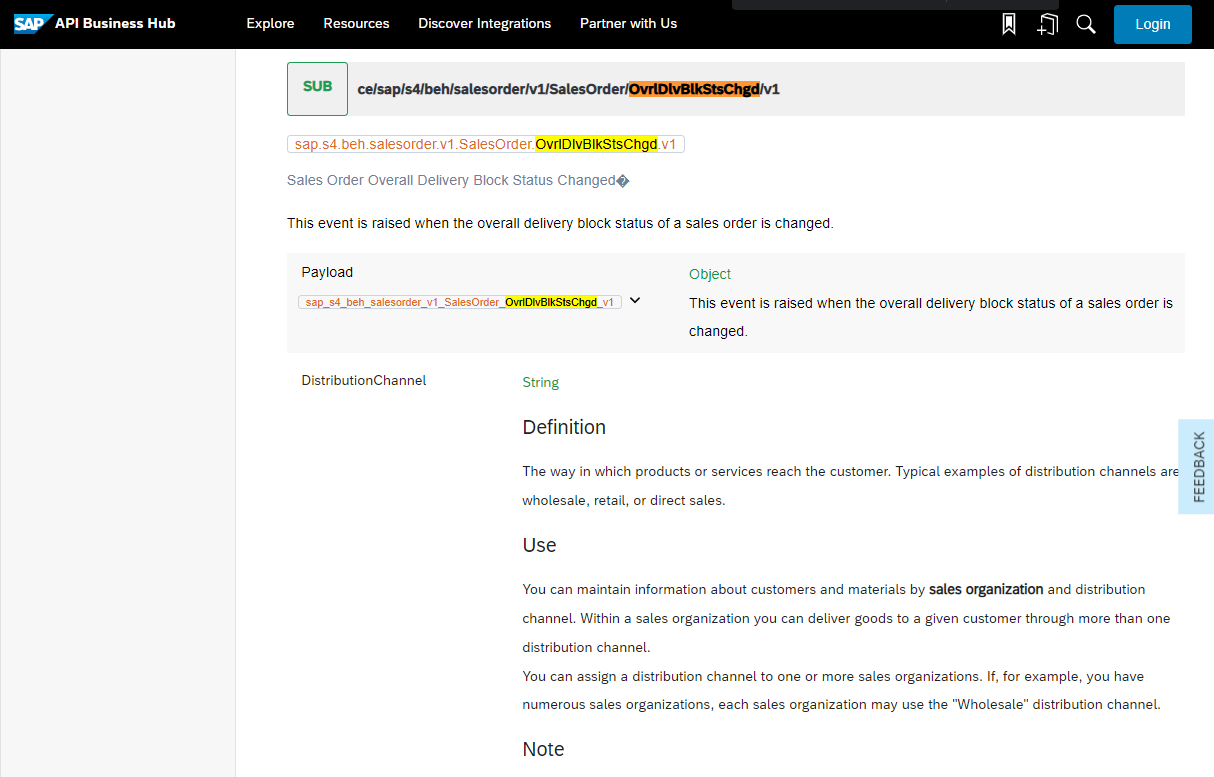 SAP API Business Hub Explore Resources Discover Integrations Partner with Us Login
SUB ce/sap/s4/beh/salesorder/v1/SalesOrder/OvrlDlvBlkStsChgd/v1
sap.s4.beh.salesorder.v1.SalesOrder.OvrlDlvBlkStsChgd.v1
Sales Order Overall Delivery Block Status Changed�
This event is raised when the overall delivery block status of a sales order is changed.
Payload
sap_s4_beh_salesorder_v1_SalesOrder_OvrlDlvBlkStsChgd_v1
Object
This event is raised when the overall delivery block status of a sales order is
changed.
DistributionChannel
String
Definition
The way in which products or services reach the customer. Typical examples of distribution channels are
wholesale, retail, or direct sales.
Use
You can maintain information about customers and materials by sales organization and distribution
channel. Within a sales organization you can deliver goods to a given customer through more than one
distribution channel.
You can assign a distribution channel to one or more sales organizations. If, for example, you have
numerous sales organizations, each sales organization may use the "Wholesale" distribution channel.
Note
FEEDBACK